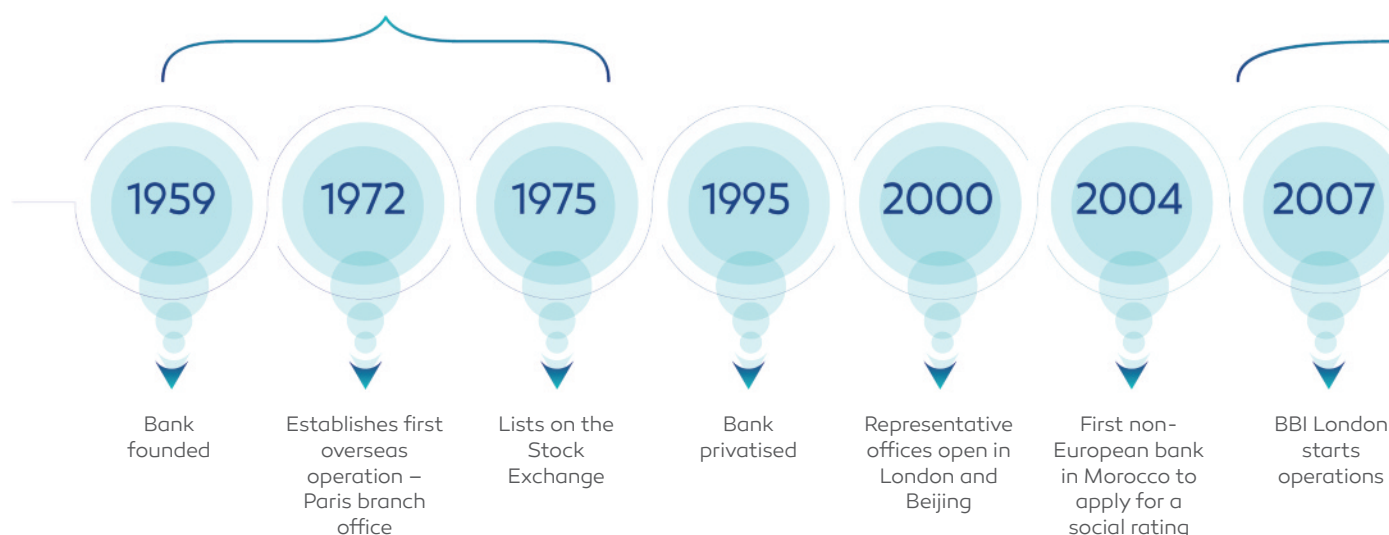 1959
1972
1975
1995
2000
2004
2007
Bank
founded
Establishes first
overseas
operation –
Paris branch
office
Lists on the
Stock
Exchange
Bank
privatised
Representative
offices open in
London and
Beijing
First non-
European bank
in Morocco to
apply for a
social rating
BBI London
starts
operations